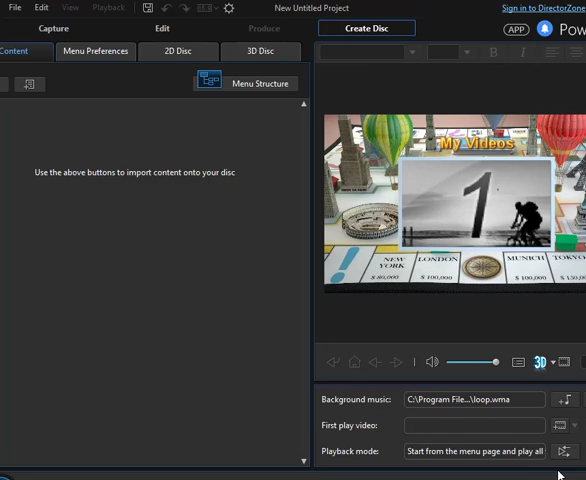 File Edit View Playback New Untitled Project Sign in to DirectorZone
Capture Edit Produce Create Disc APP Pow
Content Menu Preferences 2D Disc 3D Disc
B I
Menu Structure
Use the above buttons to import content onto your disc
My Videos
1
NEW YORK LONDON MUNICH TOKYO
$ 80,000 $ 100,000 $ 100,000
3D
Background music: C:\Program File...\loop.wma
First play video:
Playback mode: Start from the menu page and play all